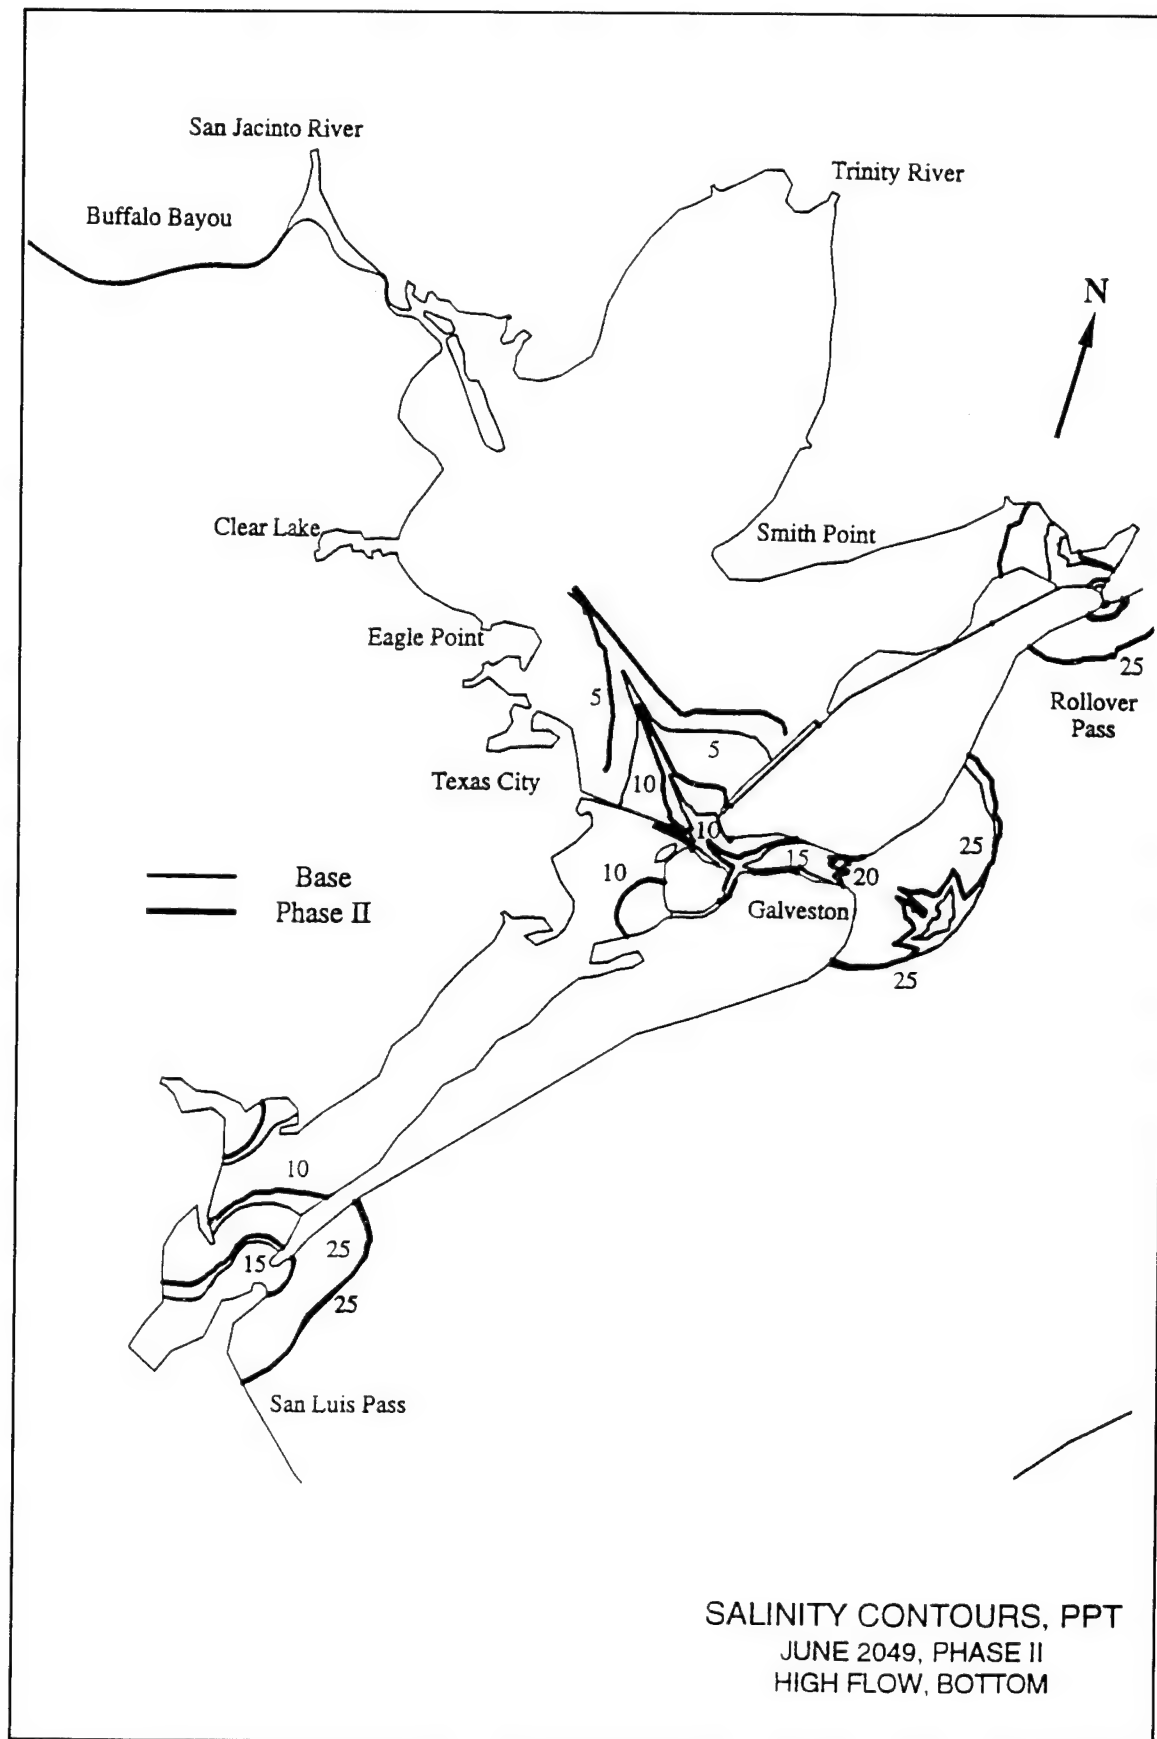 San Jacinto River
Trinity River
Buffalo Bayou
N
Clear Lake
Smith Point
Eagle Point
25
5
Rollover
Pass
5
Texas City
10
10
25
15
10
20
Base
Phase II
Galveston
25
10
25
15
25
San Luis Pass
SALINITY CONTOURS, PPT
JUNE 2049, PHASE II
HIGH FLOW, BOTTOM